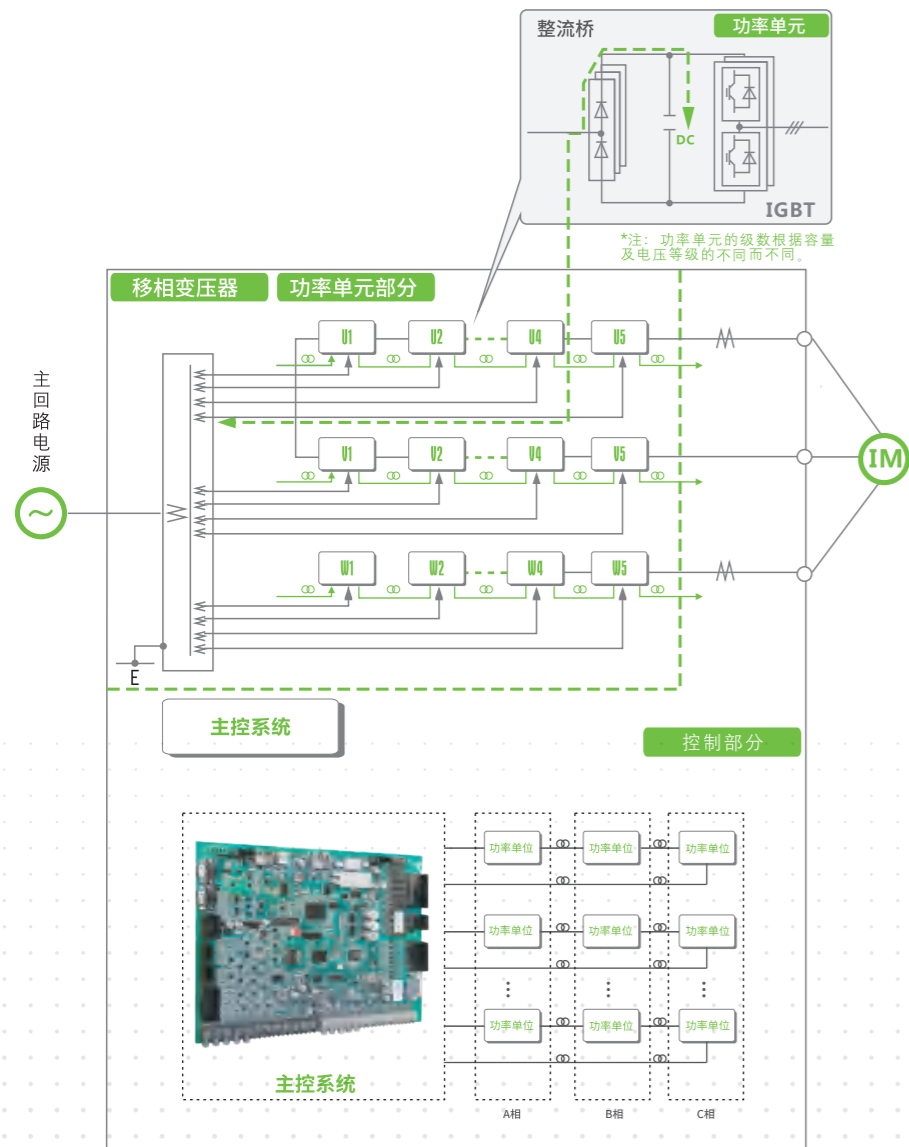 整流桥
功率单元
DC
IGBT
*注：功率单元的级数根据容量
及电压等级的不同而不同。
移相变压器
功率单元部分
U1
U2
U4
U5
主回路电源
~
U1
U2
U4
U5
IM
W1
W2
W4
W5
E
主控系统
控制部分
功率单位
功率单位
功率单位
功率单位
功率单位
功率单位
功率单位
功率单位
功率单位
主控系统
A相
B相
C相